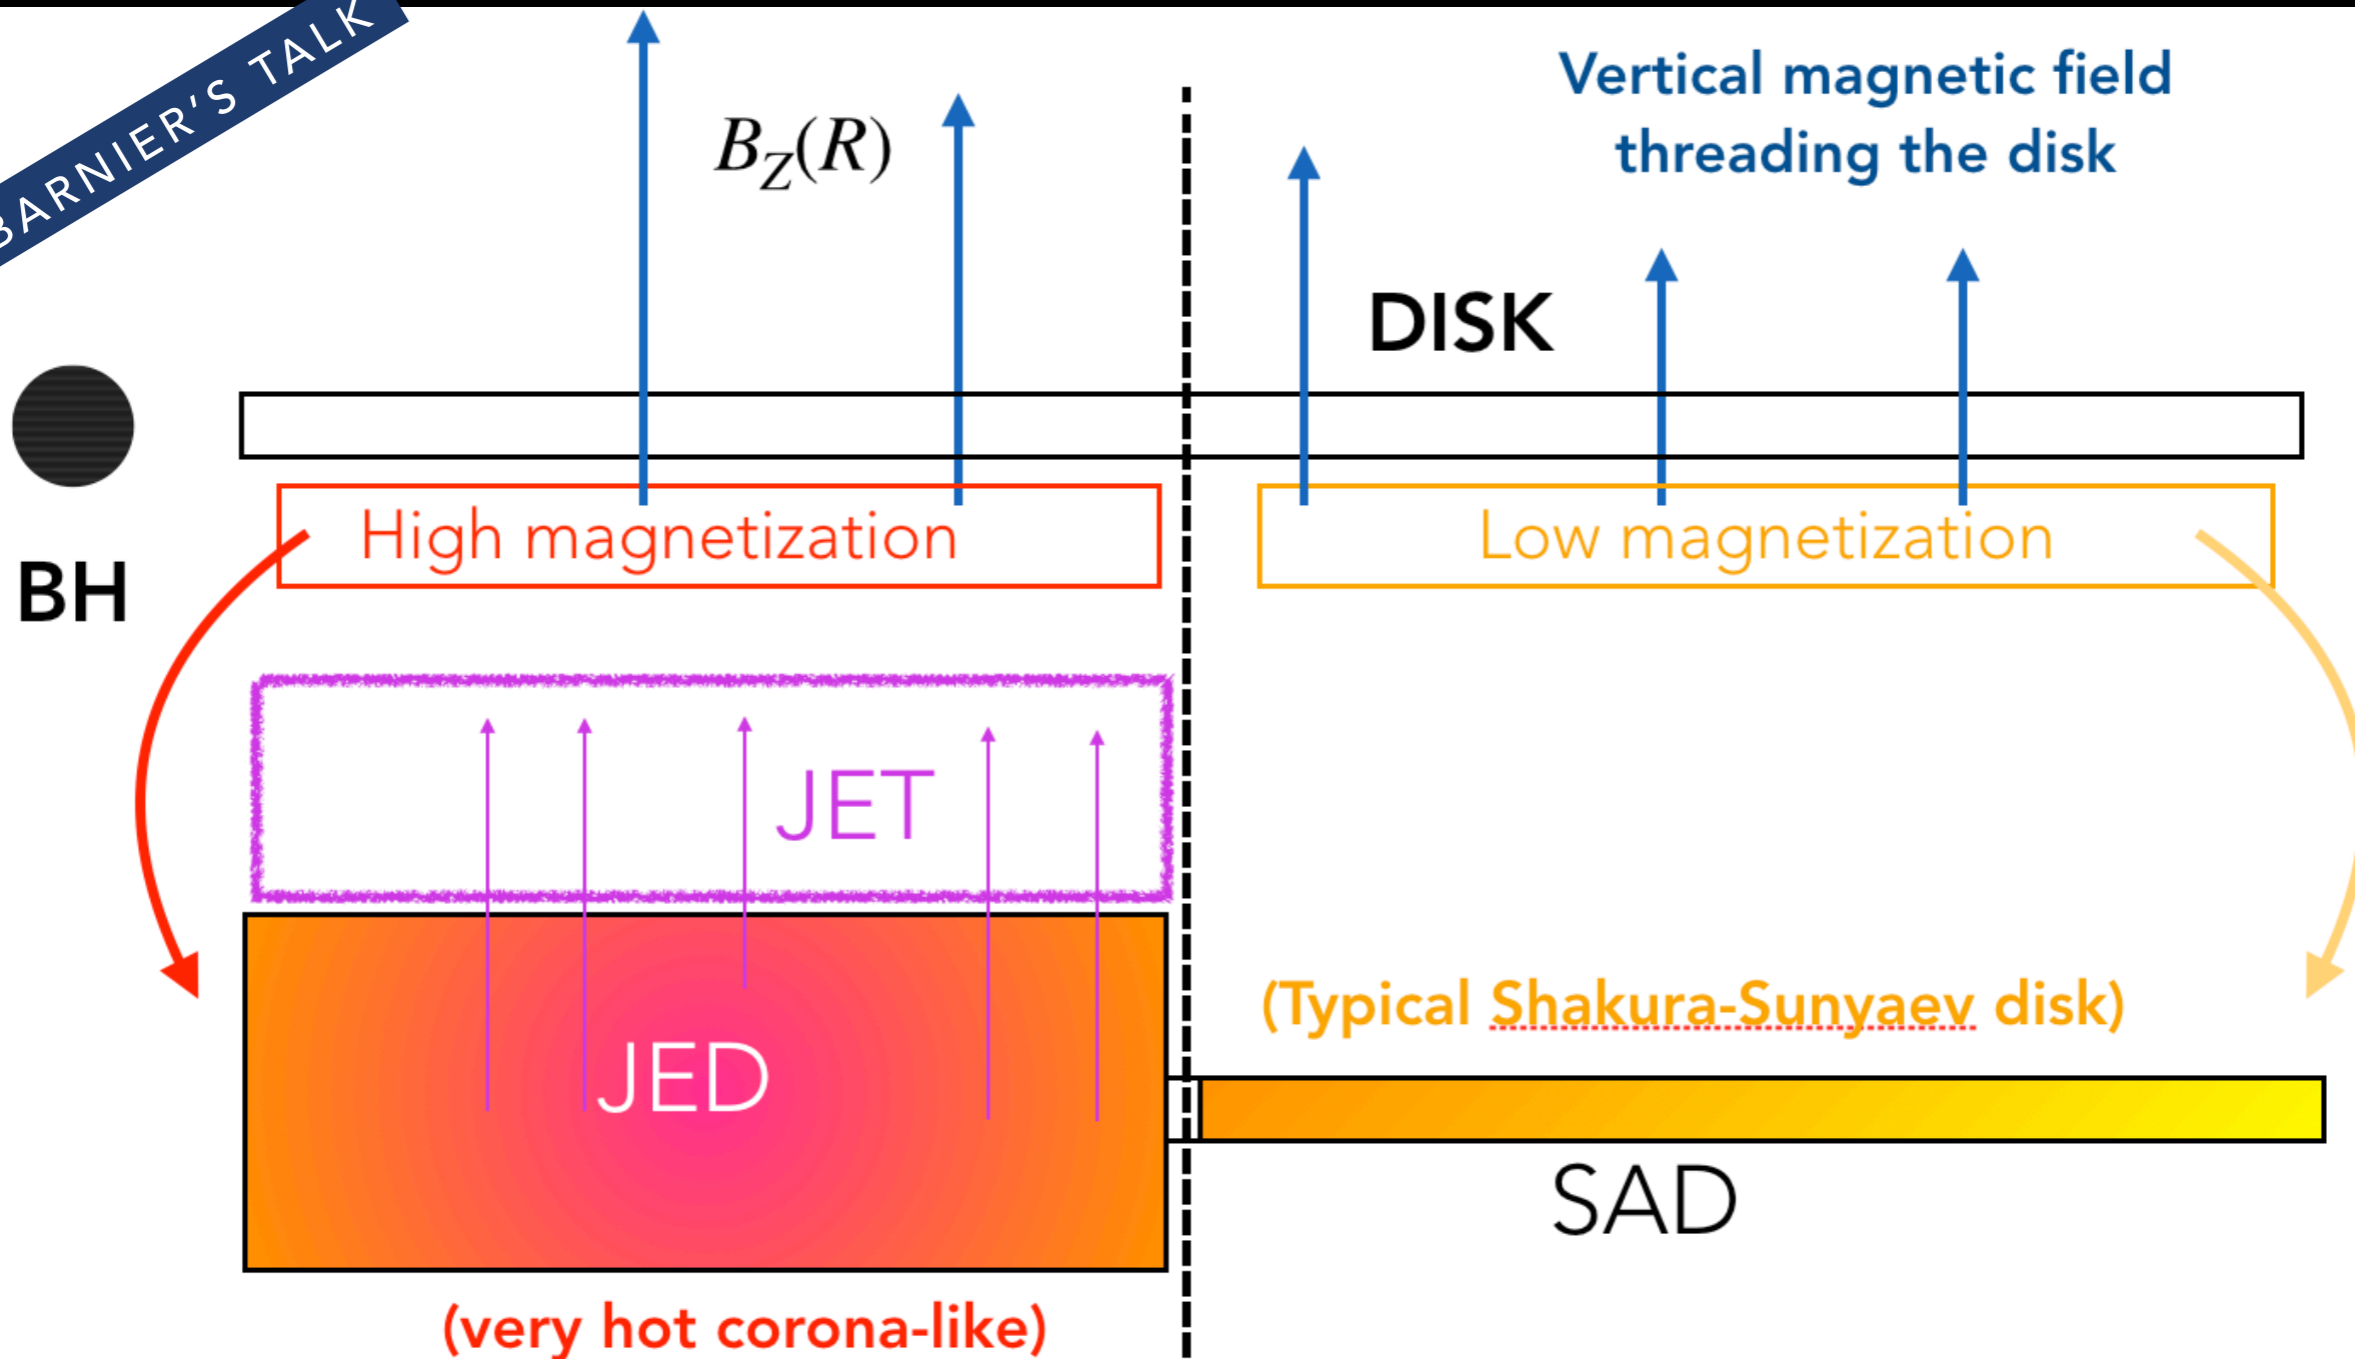 BARNIER'S TALK
B_Z(R)
Vertical magnetic field
threading the disk
DISK
BH
High magnetization
Low magnetization
JET
JED
(Typical Shakura-Sunyaev disk)
SAD
(very hot corona-like)